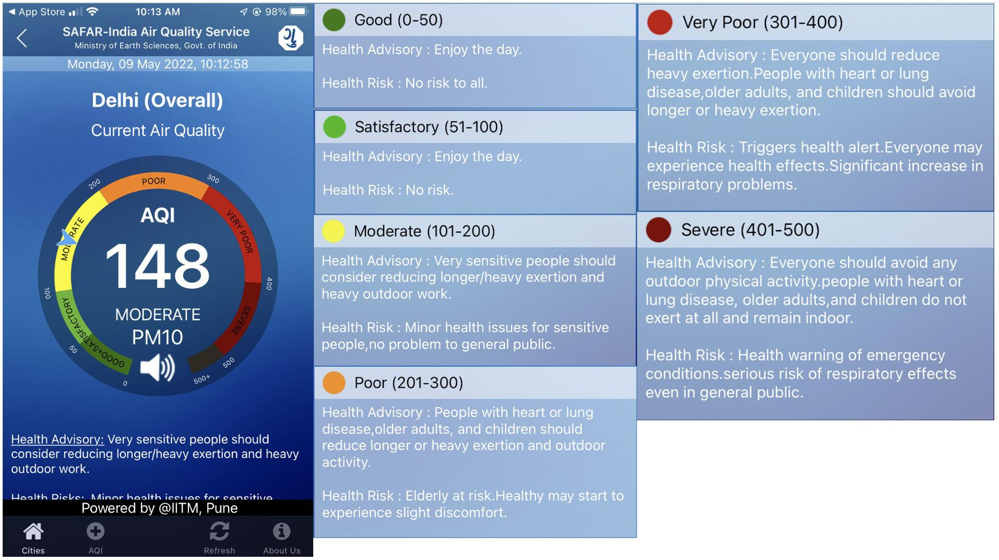 App Store
10:13 AM
98%
SAFAR-India Air Quality Service
Ministry of Earth Sciences, Govt. of India
Monday, 09 May 2022, 10:12:58
Delhi (Overall)
Current Air Quality
0
50
100
200
300
400
500
500+
GOOD+SATISFACTORY
MODERATE
POOR
VERY POOR
SEVERE
AQI
148
MODERATE
PM10
Health Advisory: Very sensitive people should
consider reducing longer/heavy exertion and heavy
outdoor work.
Health Risks: Minor health issues for sensitive
Powered by @IITM, Pune
Cities
AQI
Refresh
About Us
Good (0-50)
Health Advisory : Enjoy the day.
Health Risk : No risk to all.
Satisfactory (51-100)
Health Advisory : Enjoy the day.
Health Risk : No risk.
Moderate (101-200)
Health Advisory : Very sensitive people should
consider reducing longer/heavy exertion and
heavy outdoor work.
Health Risk : Minor health issues for sensitive
people,no problem to general public.
Poor (201-300)
Health Advisory : People with heart or lung
disease,older adults, and children should
reduce longer or heavy exertion and outdoor
activity.
Health Risk : Elderly at risk.Healthy may start to
experience slight discomfort.
Very Poor (301-400)
Health Advisory : Everyone should reduce
heavy exertion.People with heart or lung
disease,older adults, and children should avoid
longer or heavy exertion.
Health Risk : Triggers health alert.Everyone may
experience health effects.Significant increase in
respiratory problems.
Severe (401-500)
Health Advisory : Everyone should avoid any
outdoor physical activity.people with heart or
lung disease, older adults,and children do not
exert at all and remain indoor.
Health Risk : Health warning of emergency
conditions.serious risk of respiratory effects
even in general public.